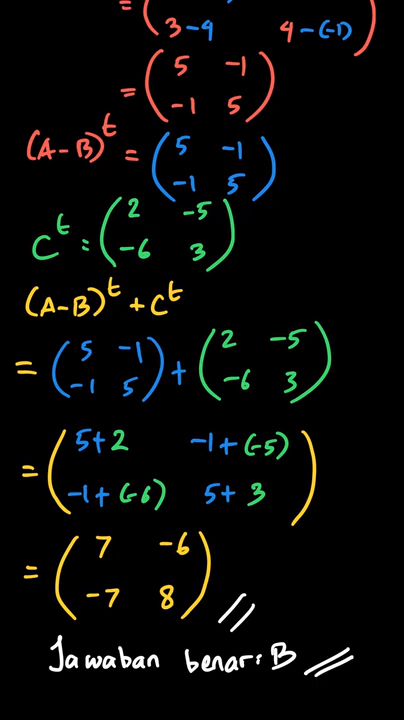 = ( 3-4 4-(-1) )
= ( 5 -1
-1 5 )
(A-B)^t = ( 5 -1
-1 5 )
C^t = ( 2 -5
-6 3 )
(A-B)^t + C^t
= ( 5 -1 ) + ( 2 -5 )
( -1 5 ) ( -6 3 )
= ( 5+2 -1+(-5)
-1+(-6) 5+3 )
= ( 7 -6
-7 8 ) //
Jawaban benar: B //